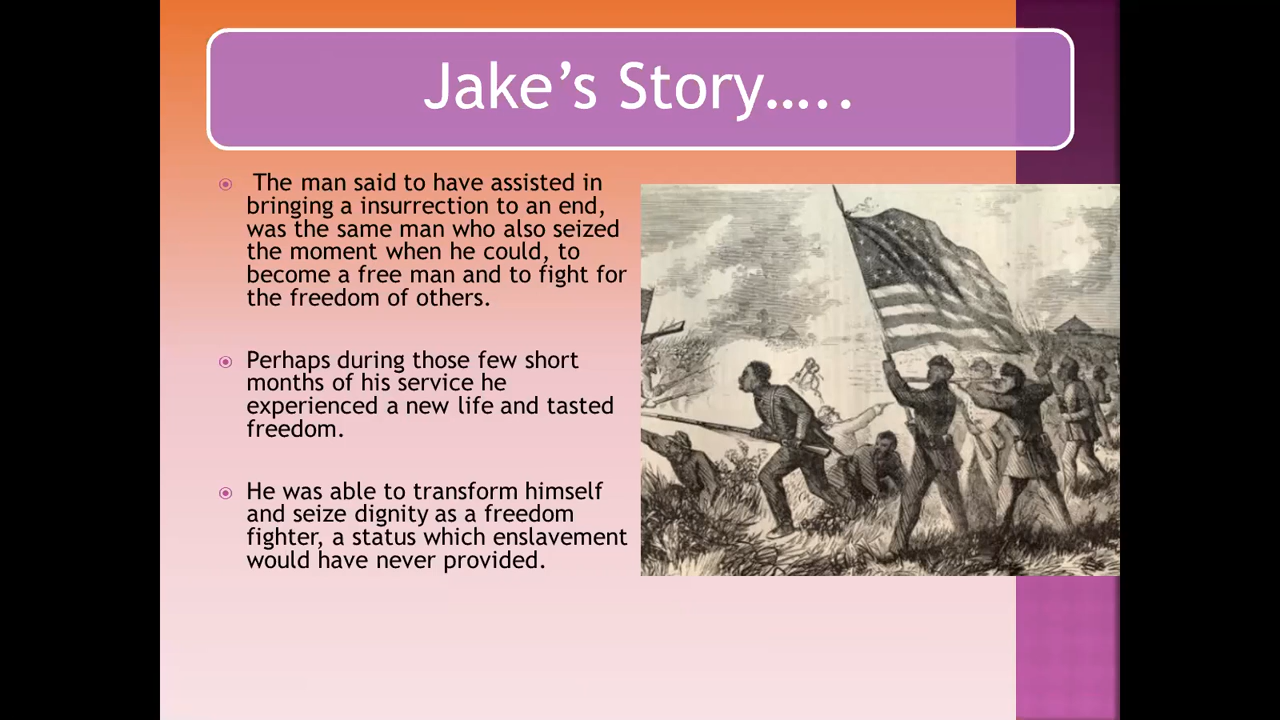 Jake’s Story…..
The man said to have assisted in
bringing a insurrection to an end,
was the same man who also seized
the moment when he could, to
become a free man and to fight for
the freedom of others.
Perhaps during those few short
months of his service he
experienced a new life and tasted
freedom.
He was able to transform himself
and seize dignity as a freedom
fighter, a status which enslavement
would have never provided.